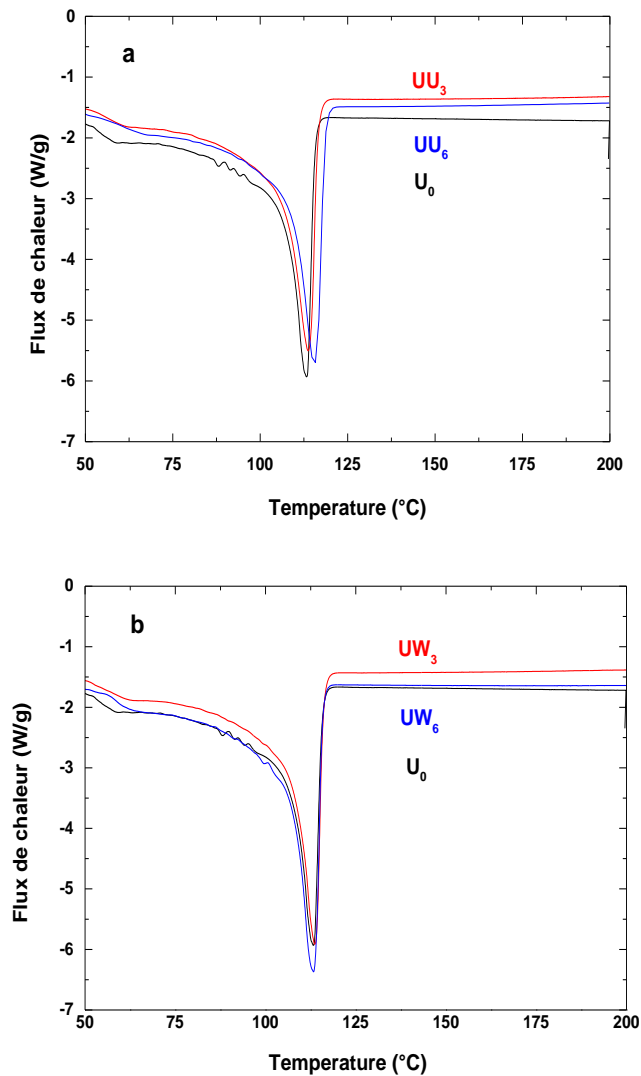 a
UU₃
UU₆
U₀
0
-1
-2
-3
-4
-5
-6
-7
Flux de chaleur (W/g)
50
75
100
125
150
175
200
Temperature (°C)
b
UW₃
UW₆
U₀
0
-1
-2
-3
-4
-5
-6
-7
Flux de chaleur (W/g)
50
75
100
125
150
175
200
Temperature (°C)